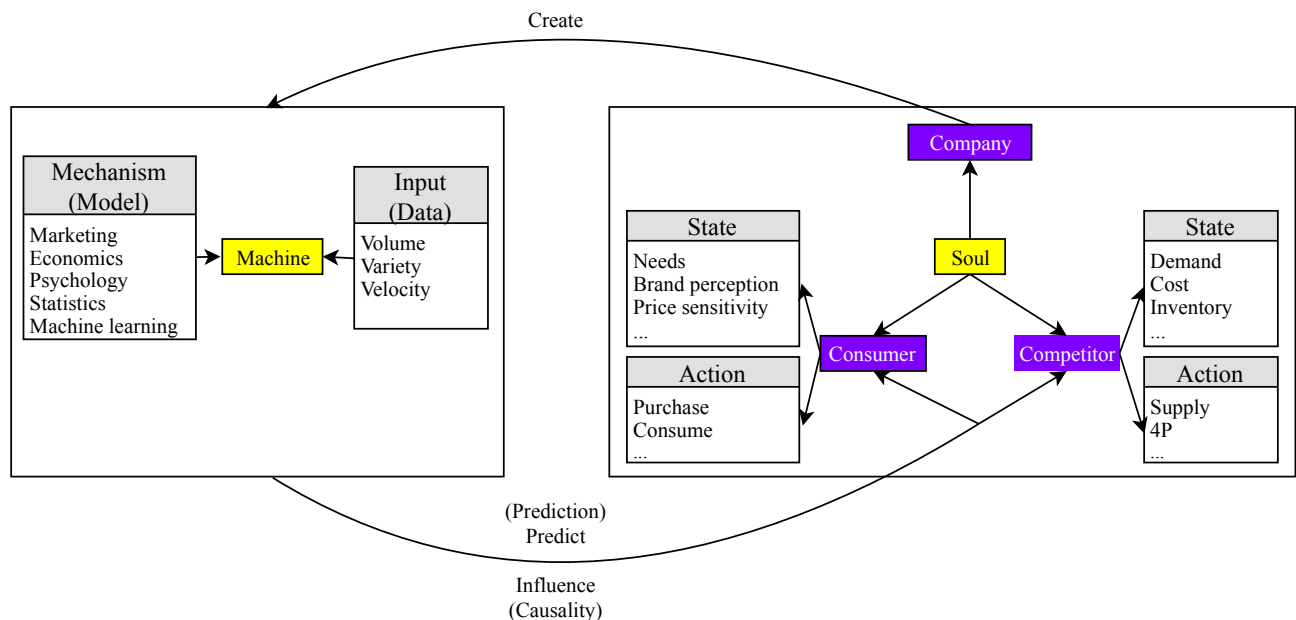 Create
Mechanism
(Model)
Marketing
Economics
Psychology
Statistics
Machine learning
Machine
Input
(Data)
Volume
Variety
Velocity
Company
Soul
State
Needs
Brand perception
Price sensitivity
...
Consumer
Action
Purchase
Consume
...
Competitor
State
Demand
Cost
Inventory
...
Action
Supply
4P
...
(Prediction)
Predict
Influence
(Causality)